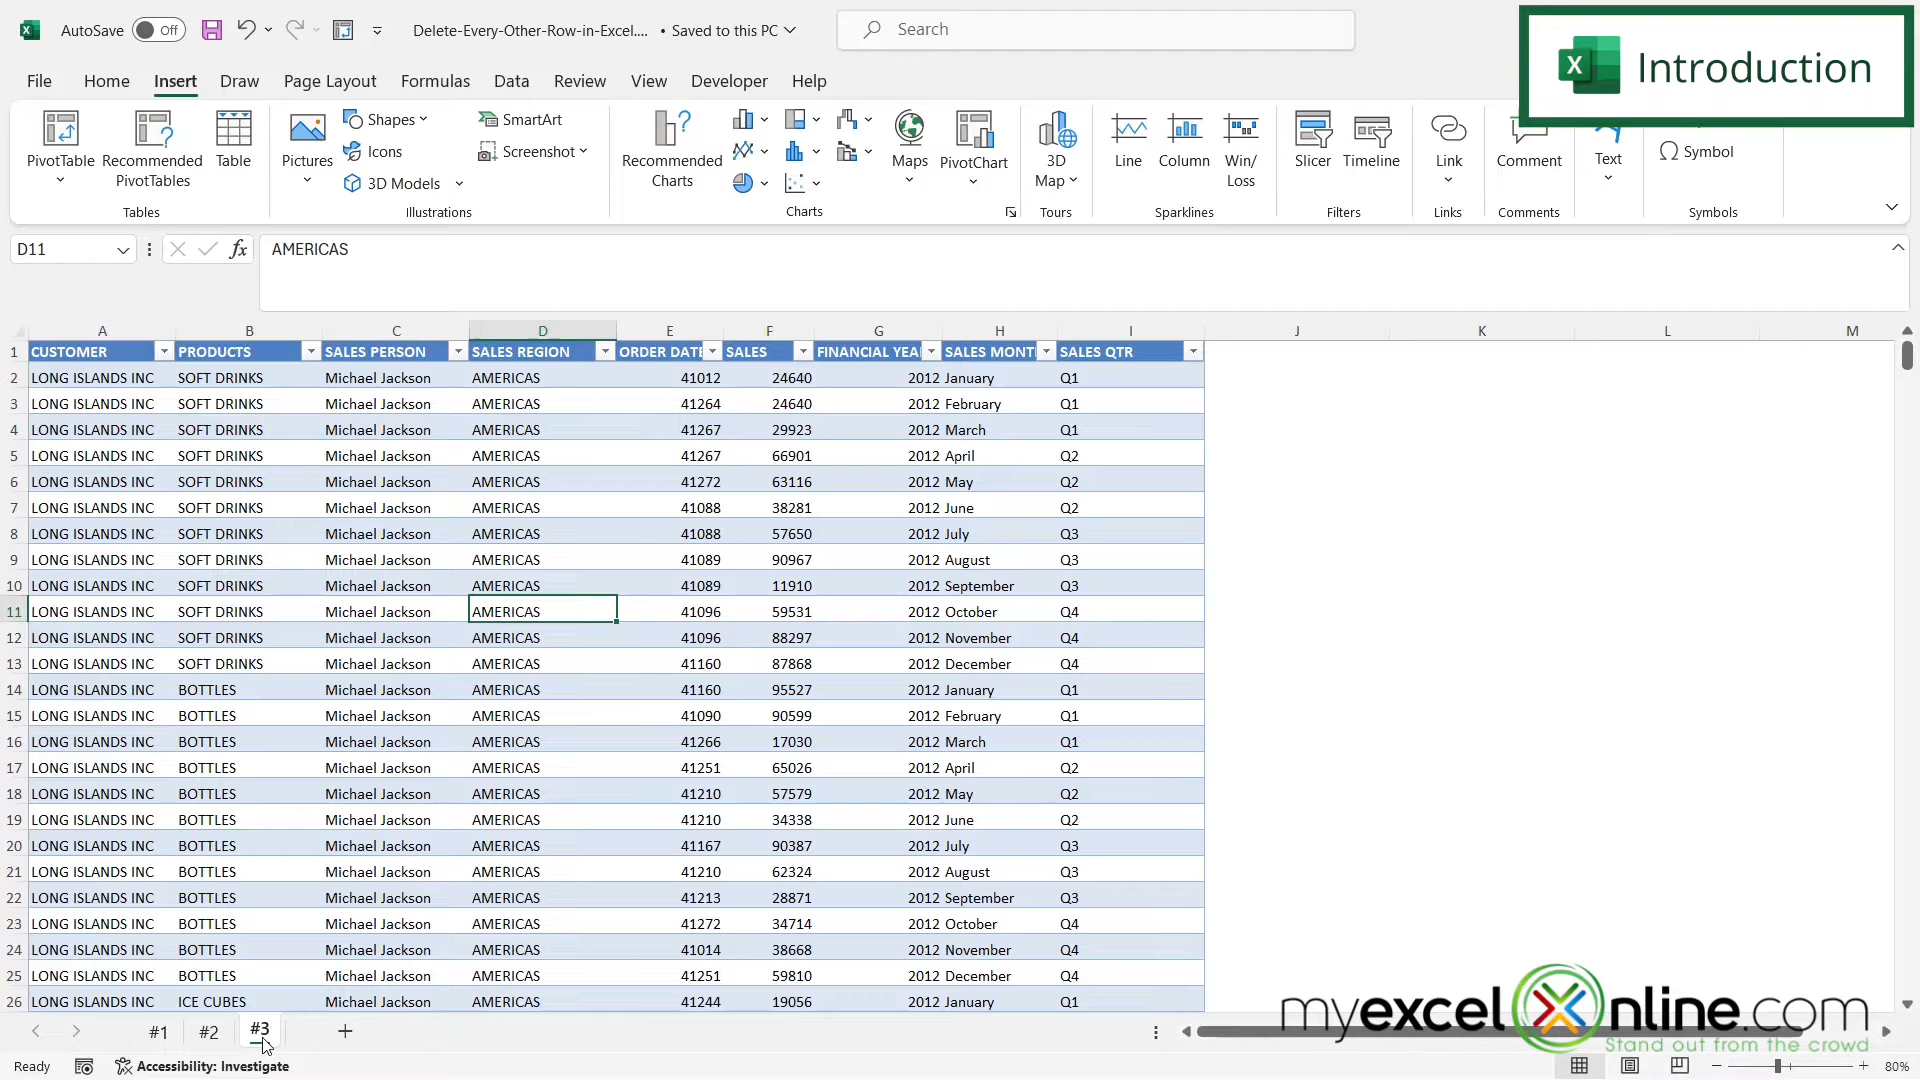 AutoSave Off Delete-Every-Other-Row-in-Excel.... • Saved to this PC Search
Introduction
File Home Insert Draw Page Layout Formulas Data Review View Developer Help
PivotTable
Recommended PivotTables
Table
Tables
Pictures
Shapes
Icons
3D Models
SmartArt
Screenshot
Illustrations
Recommended Charts
Maps
PivotChart
Charts
3D Map
Tours
Line
Column
Win/Loss
Sparklines
Slicer
Timeline
Filters
Link
Links
Comment
Comments
Text
Symbol
Symbols
D11 fx AMERICAS
A B C D E F G H I J K L M
1 CUSTOMER PRODUCTS SALES PERSON SALES REGION ORDER DATE SALES FINANCIAL YEA SALES MONT SALES QTR
2 LONG ISLANDS INC SOFT DRINKS Michael Jackson AMERICAS 41012 24640 2012 January Q1
3 LONG ISLANDS INC SOFT DRINKS Michael Jackson AMERICAS 41264 24640 2012 February Q1
4 LONG ISLANDS INC SOFT DRINKS Michael Jackson AMERICAS 41267 29923 2012 March Q1
5 LONG ISLANDS INC SOFT DRINKS Michael Jackson AMERICAS 41267 66901 2012 April Q2
6 LONG ISLANDS INC SOFT DRINKS Michael Jackson AMERICAS 41272 63116 2012 May Q2
7 LONG ISLANDS INC SOFT DRINKS Michael Jackson AMERICAS 41088 38281 2012 June Q2
8 LONG ISLANDS INC SOFT DRINKS Michael Jackson AMERICAS 41088 57650 2012 July Q3
9 LONG ISLANDS INC SOFT DRINKS Michael Jackson AMERICAS 41089 90967 2012 August Q3
10 LONG ISLANDS INC SOFT DRINKS Michael Jackson AMERICAS 41089 11910 2012 September Q3
11 LONG ISLANDS INC SOFT DRINKS Michael Jackson AMERICAS 41096 59531 2012 October Q4
12 LONG ISLANDS INC SOFT DRINKS Michael Jackson AMERICAS 41096 88297 2012 November Q4
13 LONG ISLANDS INC SOFT DRINKS Michael Jackson AMERICAS 41160 87868 2012 December Q4
14 LONG ISLANDS INC BOTTLES Michael Jackson AMERICAS 41160 95527 2012 January Q1
15 LONG ISLANDS INC BOTTLES Michael Jackson AMERICAS 41090 90599 2012 February Q1
16 LONG ISLANDS INC BOTTLES Michael Jackson AMERICAS 41266 17030 2012 March Q1
17 LONG ISLANDS INC BOTTLES Michael Jackson AMERICAS 41251 65026 2012 April Q2
18 LONG ISLANDS INC BOTTLES Michael Jackson AMERICAS 41210 57579 2012 May Q2
19 LONG ISLANDS INC BOTTLES Michael Jackson AMERICAS 41210 34338 2012 June Q2
20 LONG ISLANDS INC BOTTLES Michael Jackson AMERICAS 41167 90387 2012 July Q3
21 LONG ISLANDS INC BOTTLES Michael Jackson AMERICAS 41210 62324 2012 August Q3
22 LONG ISLANDS INC BOTTLES Michael Jackson AMERICAS 41213 28871 2012 September Q3
23 LONG ISLANDS INC BOTTLES Michael Jackson AMERICAS 41272 34714 2012 October Q4
24 LONG ISLANDS INC BOTTLES Michael Jackson AMERICAS 41014 38668 2012 November Q4
25 LONG ISLANDS INC BOTTLES Michael Jackson AMERICAS 41251 59810 2012 December Q4
26 LONG ISLANDS INC ICE CUBES Michael Jackson AMERICAS 41244 19056 2012 January Q1
#1 #2 #3
myexcelonline.com
Stand out from the crowd
Ready Accessibility: Investigate 80%